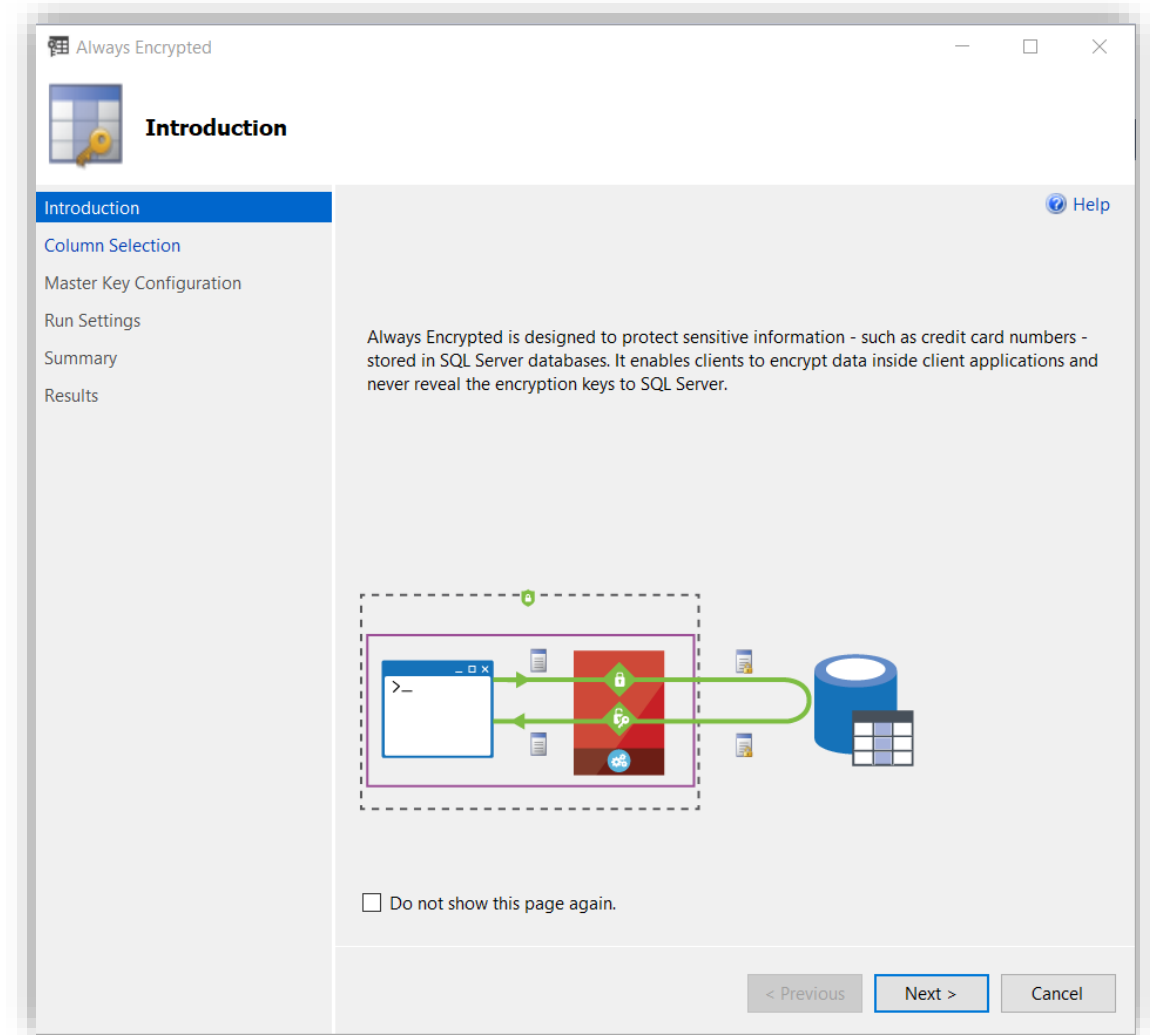 Always Encrypted
Introduction
Introduction
Column Selection
Master Key Configuration
Run Settings
Summary
Results
Help
Always Encrypted is designed to protect sensitive information - such as credit card numbers -
stored in SQL Server databases. It enables clients to encrypt data inside client applications and
never reveal the encryption keys to SQL Server.
>_
Do not show this page again.
< Previous
Next >
Cancel